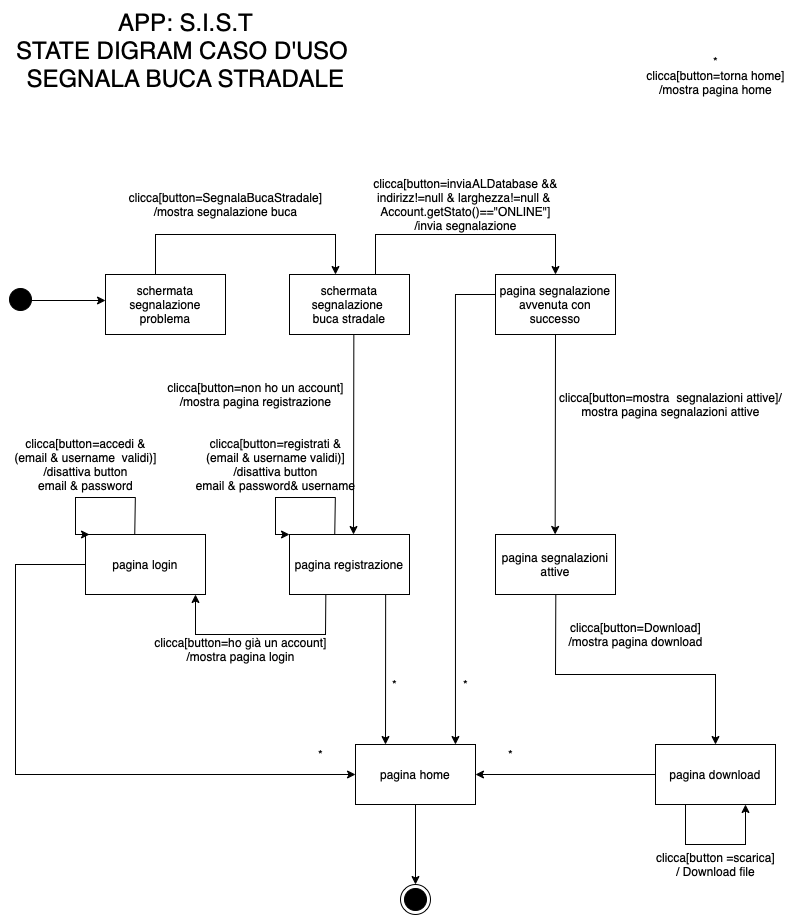 APP: S.I.S.T
STATE DIGRAM CASO D'USO
SEGNALA BUCA STRADALE
*
clicca[button=torna home]
/mostra pagina home
clicca[button=SegnalaBucaStradale]
/mostra segnalazione buca
clicca[button=inviaALDatabase &&
indirizz!=null & larghezza!=null &
Account.getStato()=="ONLINE"]
/invia segnalazione
schermata
segnalazione
problema
schermata
segnalazione
buca stradale
pagina segnalazione
avvenuta con
successo
clicca[button=non ho un account]
/mostra pagina registrazione
clicca[button=mostra  segnalazioni attive]/
mostra pagina segnalazioni attive
clicca[button=accedi &
(email & username  validi)]
/disattiva button
email & password
clicca[button=registrati &
(email & username validi)]
/disattiva button
email & password& username
pagina login
pagina registrazione
pagina segnalazioni
attive
clicca[button=ho già un account]
/mostra pagina login
clicca[button=Download]
/mostra pagina download
*
*
*
*
pagina home
pagina download
clicca[button =scarica]
/ Download file